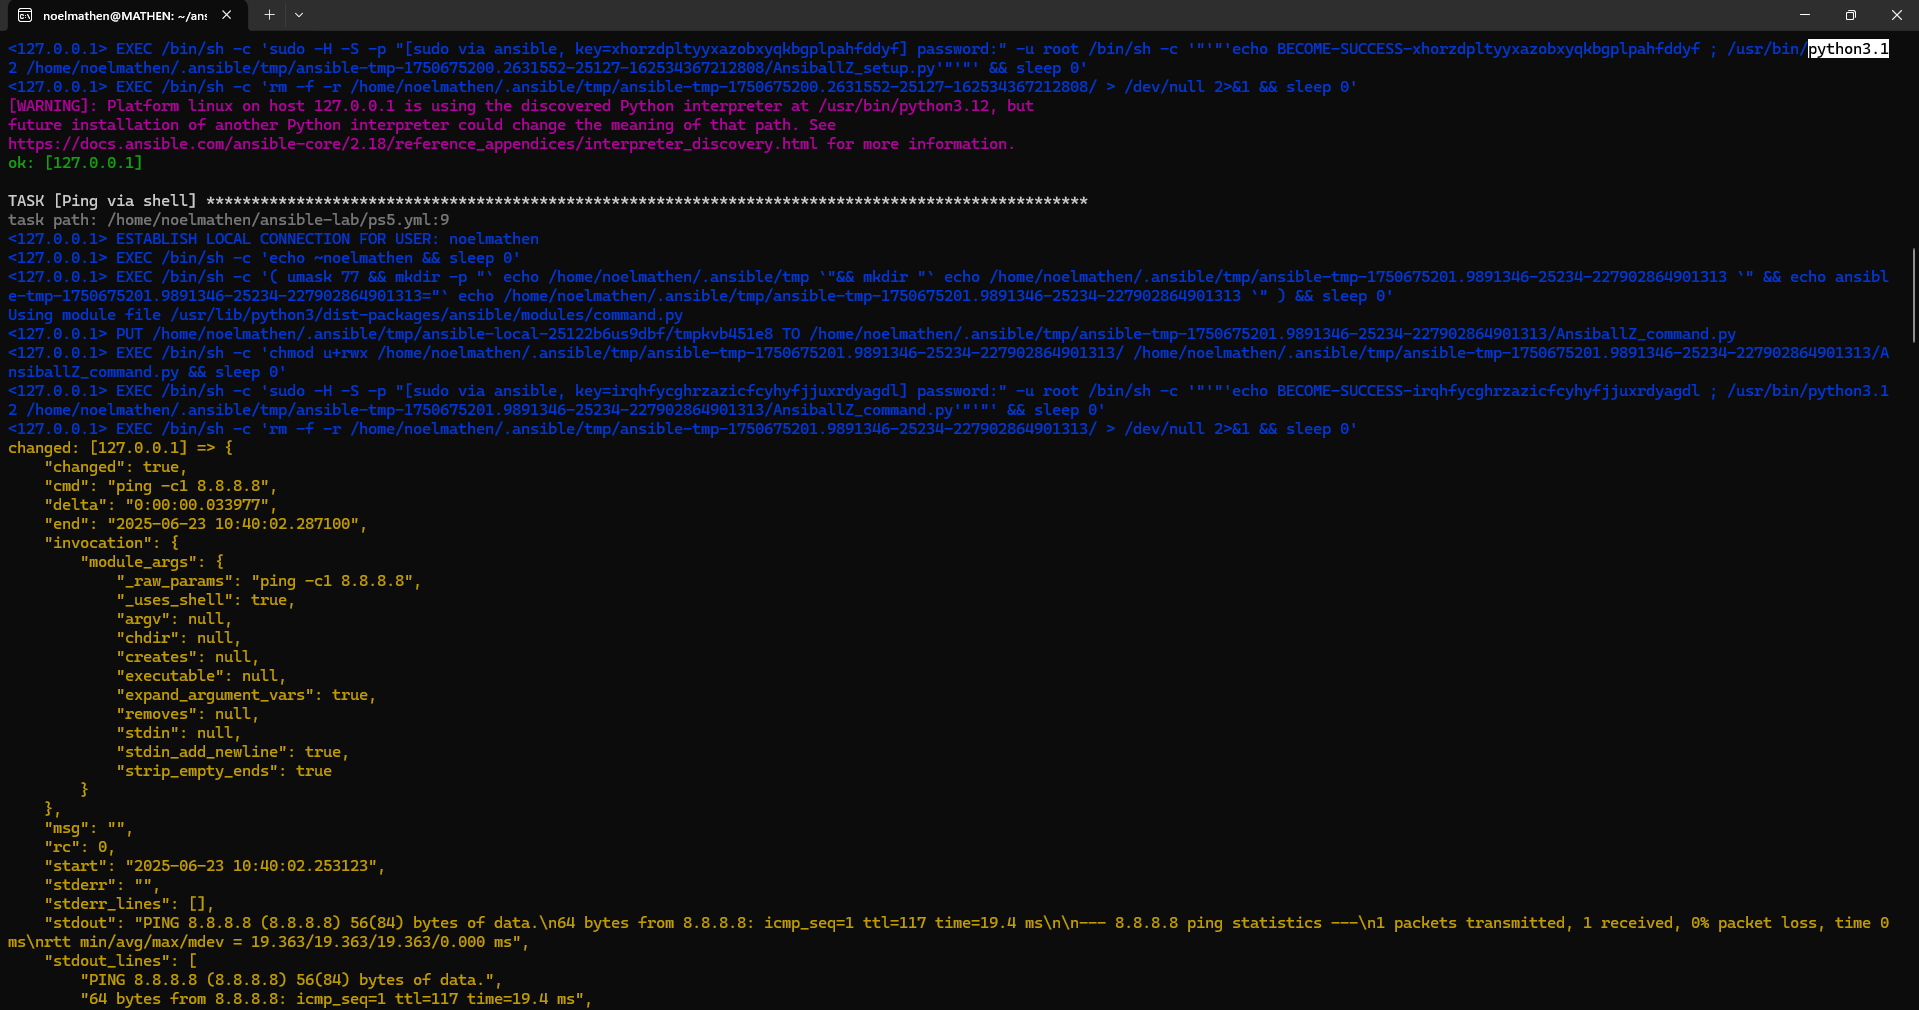 noelmathen@MATHEN: ~/ans
<127.0.0.1> EXEC /bin/sh -c 'sudo -H -S -p "[sudo via ansible, key=xhorzdpltyyxazobxyqkbgplpahfddyf] password:" -u root /bin/sh -c '"'"'echo BECOME-SUCCESS-xhorzdpltyyxazobxyqkbgplpahfddyf ; /usr/bin/python3.1
2 /home/noelmathen/.ansible/tmp/ansible-tmp-1750675200.2631552-25127-162534367212808/AnsiballZ_setup.py'"'"' && sleep 0'
<127.0.0.1> EXEC /bin/sh -c 'rm -f -r /home/noelmathen/.ansible/tmp/ansible-tmp-1750675200.2631552-25127-162534367212808/ > /dev/null 2>&1 && sleep 0'
[WARNING]: Platform linux on host 127.0.0.1 is using the discovered Python interpreter at /usr/bin/python3.12, but
future installation of another Python interpreter could change the meaning of that path. See
https://docs.ansible.com/ansible-core/2.18/reference_appendices/interpreter_discovery.html for more information.
ok: [127.0.0.1]
TASK [Ping via shell] **************************************************************************************************
task path: /home/noelmathen/ansible-lab/ps5.yml:9
<127.0.0.1> ESTABLISH LOCAL CONNECTION FOR USER: noelmathen
<127.0.0.1> EXEC /bin/sh -c 'echo ~noelmathen && sleep 0'
<127.0.0.1> EXEC /bin/sh -c '( umask 77 && mkdir -p "` echo /home/noelmathen/.ansible/tmp `"&& mkdir "` echo /home/noelmathen/.ansible/tmp/ansible-tmp-1750675201.9891346-25234-227902864901313 `" && echo ansibl
e-tmp-1750675201.9891346-25234-227902864901313="` echo /home/noelmathen/.ansible/tmp/ansible-tmp-1750675201.9891346-25234-227902864901313 `" ) && sleep 0'
Using module file /usr/lib/python3/dist-packages/ansible/modules/command.py
<127.0.0.1> PUT /home/noelmathen/.ansible/tmp/ansible-local-25122b6us9dbf/tmpkvb451e8 TO /home/noelmathen/.ansible/tmp/ansible-tmp-1750675201.9891346-25234-227902864901313/AnsiballZ_command.py
<127.0.0.1> EXEC /bin/sh -c 'chmod u+rwx /home/noelmathen/.ansible/tmp/ansible-tmp-1750675201.9891346-25234-227902864901313/ /home/noelmathen/.ansible/tmp/ansible-tmp-1750675201.9891346-25234-227902864901313/A
nsiballZ_command.py && sleep 0'
<127.0.0.1> EXEC /bin/sh -c 'sudo -H -S -p "[sudo via ansible, key=irqhfycghrzazicfcyhyfjjuxrdyagdl] password:" -u root /bin/sh -c '"'"'echo BECOME-SUCCESS-irqhfycghrzazicfcyhyfjjuxrdyagdl ; /usr/bin/python3.1
2 /home/noelmathen/.ansible/tmp/ansible-tmp-1750675201.9891346-25234-227902864901313/AnsiballZ_command.py'"'"' && sleep 0'
<127.0.0.1> EXEC /bin/sh -c 'rm -f -r /home/noelmathen/.ansible/tmp/ansible-tmp-1750675201.9891346-25234-227902864901313/ > /dev/null 2>&1 && sleep 0'
changed: [127.0.0.1] => {
    "changed": true,
    "cmd": "ping -c1 8.8.8.8",
    "delta": "0:00:00.033977",
    "end": "2025-06-23 10:40:02.287100",
    "invocation": {
        "module_args": {
            "_raw_params": "ping -c1 8.8.8.8",
            "_uses_shell": true,
            "argv": null,
            "chdir": null,
            "creates": null,
            "executable": null,
            "expand_argument_vars": true,
            "removes": null,
            "stdin": null,
            "stdin_add_newline": true,
            "strip_empty_ends": true
        }
    },
    "msg": "",
    "rc": 0,
    "start": "2025-06-23 10:40:02.253123",
    "stderr": "",
    "stderr_lines": [],
    "stdout": "PING 8.8.8.8 (8.8.8.8) 56(84) bytes of data.\n64 bytes from 8.8.8.8: icmp_seq=1 ttl=117 time=19.4 ms\n\n--- 8.8.8.8 ping statistics ---\n1 packets transmitted, 1 received, 0% packet loss, time 0
ms\nrtt min/avg/max/mdev = 19.363/19.363/19.363/0.000 ms",
    "stdout_lines": [
        "PING 8.8.8.8 (8.8.8.8) 56(84) bytes of data.",
        "64 bytes from 8.8.8.8: icmp_seq=1 ttl=117 time=19.4 ms",